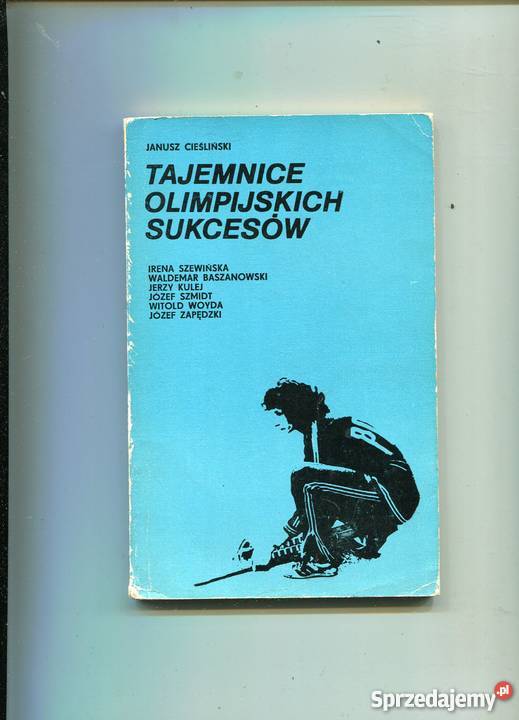 JANUSZ CIEŚLIŃSKI
TAJEMNICE
OLIMPIJSKICH
SUKCESÓW
IRENA SZEWIŃSKA
WALDEMAR BASZANOWSKI
JERZY KULEJ
JÓZEF SZMIDT
WITOLD WOYDA
JÓZEF ZAPĘDZKI
Sprzedajemy.pl